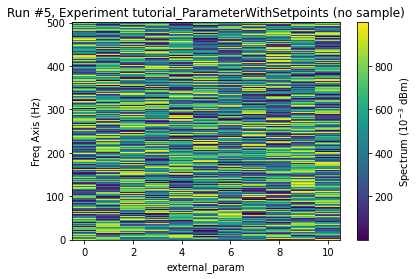 Run #5, Experiment tutorial_ParameterWithSetpoints (no sample)
500
400
300
200
100
0
Freq Axis (Hz)
0 2 4 6 8 10
external_param
800
600
400
200
Spectrum (10⁻³ dBm)